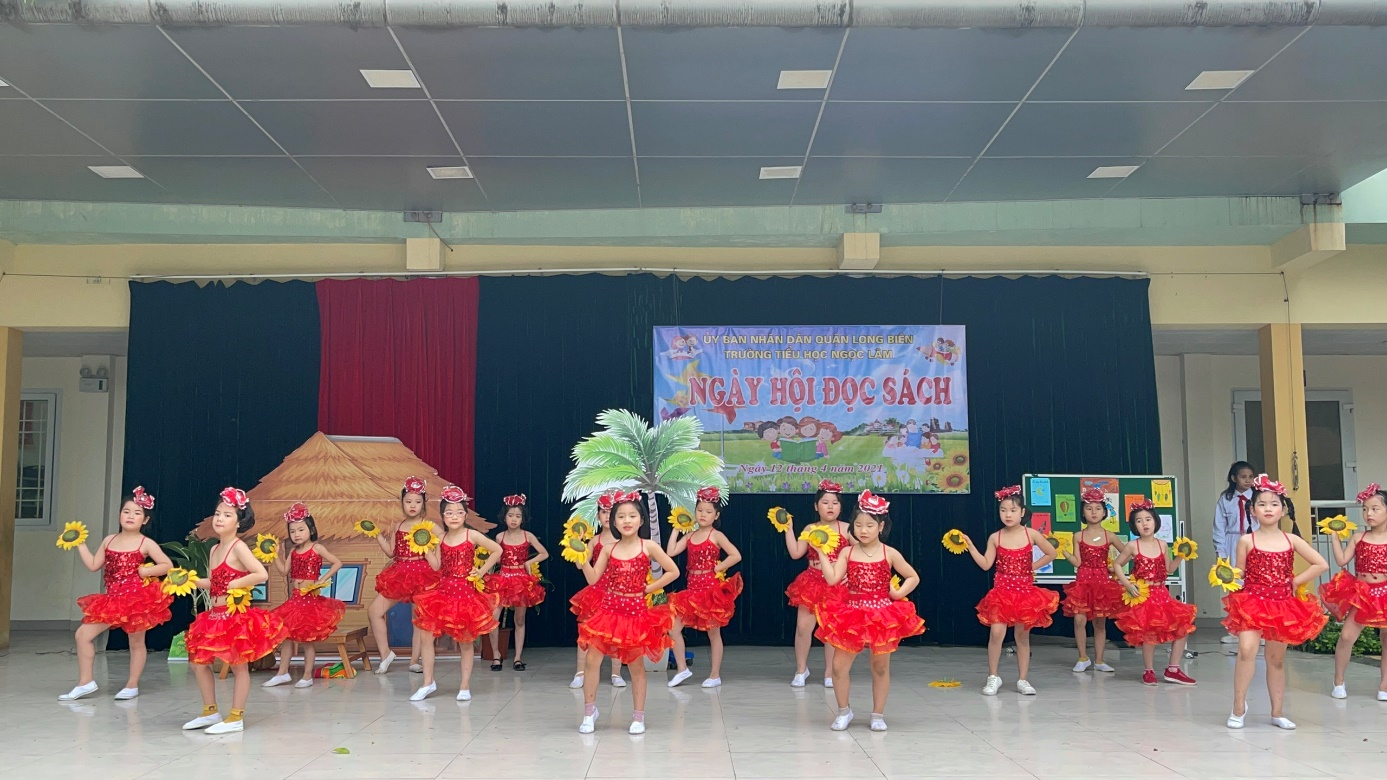 ỦY BAN NHÂN DÂN QUẬN LONG BIÊN
TRƯỜNG TIỂU HỌC NGỌC LÂM
NGÀY HỘI ĐỌC SÁCH
Ngày 12 tháng 4 năm 2021